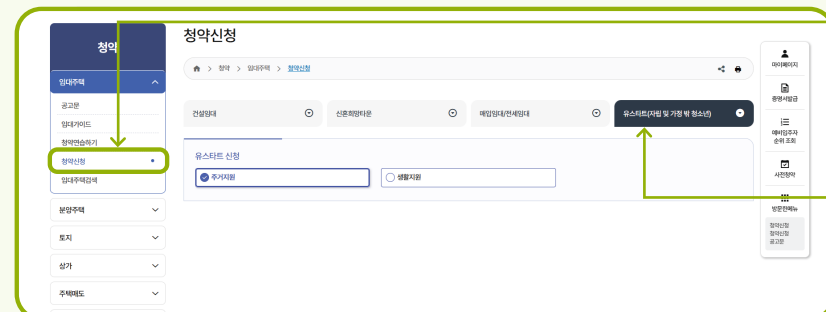 청약
임대주택
공고문
임대가이드
청약연습하기
청약신청
임대주택검색
분양주택
토지
상가
주택매도
청약신청
> 청약 > 임대주택 > 청약신청
건설임대
신혼희망타운
매입임대/전세임대
유스타트(자립 및 가정 밖 청소년)
유스타트 신청
주거지원
생활지원
마이페이지
증명서발급
예비입주자
순위 조회
사전청약
방문한메뉴
청약신청
청약신청
공고문